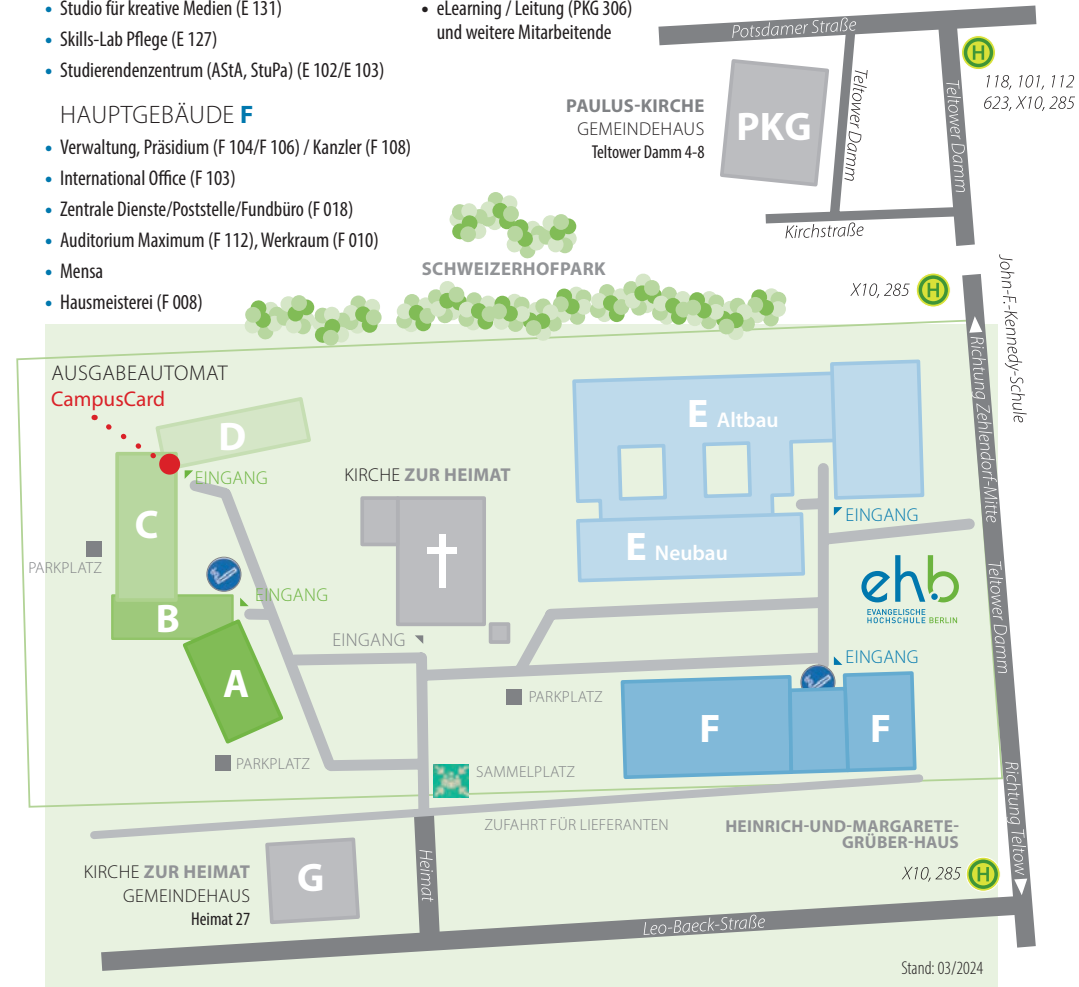 • Studio für kreative Medien (E 131)
• Skills-Lab Pflege (E 127)
• Studierendenzentrum (AStA, StuPa) (E 102/E 103)
• eLearning / Leitung (PKG 306)
und weitere Mitarbeitende
HAUPTGEBÄUDE F
• Verwaltung, Präsidium (F 104/F 106) / Kanzler (F 108)
• International Office (F 103)
• Zentrale Dienste/Poststelle/Fundbüro (F 018)
• Auditorium Maximum (F 112), Werkraum (F 010)
• Mensa
• Hausmeisterei (F 008)
Potsdamer Straße
H
118, 101, 112
623, X10, 285
Teltower Damm
Teltower Damm
PAULUS-KIRCHE
GEMEINDEHAUS
Teltower Damm 4-8
PKG
Kirchstraße
SCHWEIZERHOFPARK
X10, 285
H
John-F.-Kennedy-Schule
Richtung Zehlendorf-Mitte
AUSGABEAUTOMAT
CampusCard
D
EINGANG
C
PARKPLATZ
EINGANG
B
A
PARKPLATZ
KIRCHE ZUR HEIMAT
EINGANG
E Altbau
E Neubau
EINGANG
ehb
EVANGELISCHE
HOCHSCHULE BERLIN
Teltower Damm
EINGANG
PARKPLATZ
F
F
SAMMELPLATZ
ZUFAHRT FÜR LIEFERANTEN
HEINRICH-UND-MARGARETE-
GRÜBER-HAUS
Richtung Teltow
X10, 285
H
KIRCHE ZUR HEIMAT
GEMEINDEHAUS
Heimat 27
G
Heimat
Leo-Baeck-Straße
Stand: 03/2024